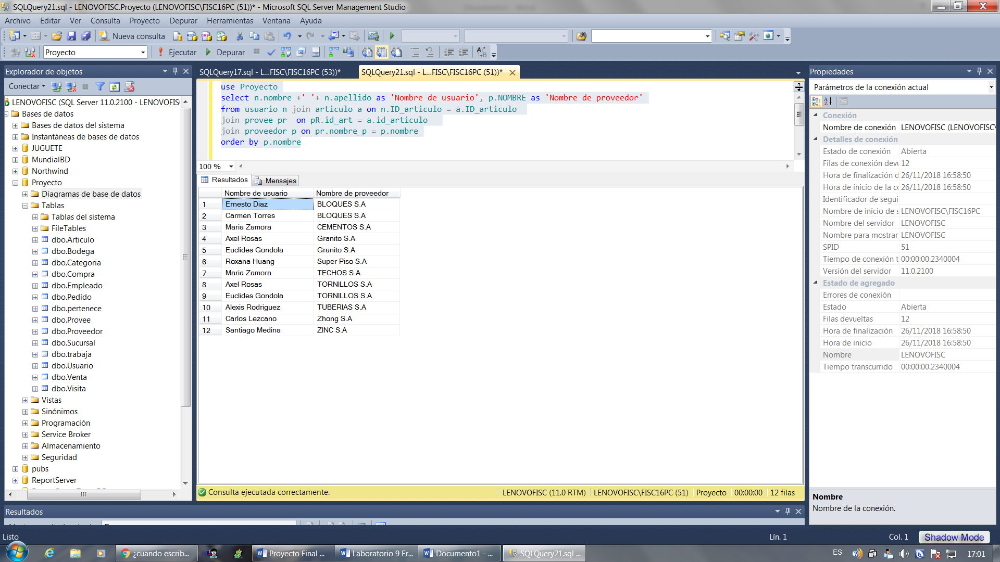 SQLQuery21.sql - LENOVOFISC.Proyecto (LENOVOFISC\FISC16PC (51))* - Microsoft SQL Server Management Studio
Archivo Editar Ver Consulta Proyecto Depurar Herramientas Ventana Ayuda
Nueva consulta
Proyecto Ejecutar Depurar
Explorador de objetos
Conectar
LENOVOFISC (SQL Server 11.0.2100 - LENOVOFIS
Bases de datos
Bases de datos del sistema
Instantáneas de bases de datos
JUGUETE
MundialBD
Northwind
Proyecto
Diagramas de base de datos
Tablas
Tablas del sistema
FileTables
dbo.Articulo
dbo.Bodega
dbo.Categoria
dbo.Compra
dbo.Empleado
dbo.Pedido
dbo.pertenece
dbo.Provee
dbo.Proveedor
dbo.Sucursal
dbo.trabaja
dbo.Usuario
dbo.Venta
dbo.Visita
Vistas
Sinónimos
Programación
Service Broker
Almacenamiento
Seguridad
pubs
ReportServer
SQLQuery17.sql - L...FISC\FISC16PC (53))* SQLQuery21.sql - L...FISC\FISC16PC (51))*
use Proyecto
select n.nombre +' '+ n.apellido as 'Nombre de usuario', p.NOMBRE as 'Nombre de proveedor'
from usuario n join articulo a on n.ID_articulo = a.ID_articulo
join provee pr  on pR.id_art = a.id_articulo
join proveedor p on pr.nombre_p = p.nombre
order by p.nombre
100 %
Resultados Mensajes
Nombre de usuario Nombre de proveedor
1 Ernesto Diaz BLOQUES S.A
2 Carmen Torres BLOQUES S.A
3 Maria Zamora CEMENTOS S.A
4 Axel Rosas Granito S.A
5 Euclides Gondola Granito S.A
6 Roxana Huang Super Piso S.A
7 Maria Zamora TECHOS S.A
8 Axel Rosas TORNILLOS S.A
9 Euclides Gondola TORNILLOS S.A
10 Alexis Rodriguez TUBERIAS S.A
11 Carlos Lezcano Zhong S.A
12 Santiago Medina ZINC S.A
Consulta ejecutada correctamente. LENOVOFISC (11.0 RTM) LENOVOFISC\FISC16PC (51) Proyecto 00:00:00 12 filas
Propiedades
Parámetros de la conexión actual
Conexión
Nombre de conexión LENOVOFISC (LENOVOFISC\
Detalles de conexión
Estado de conexión Abierta
Filas de conexión devu 12
Hora de finalización d 26/11/2018 16:58:50
Hora de inicio de la co 26/11/2018 16:58:50
Identificador de segui
Nombre de inicio de s LENOVOFISC\FISC16PC
Nombre del servidor LENOVOFISC
Nombre para mostrar LENOVOFISC
SPID 51
Tiempo de conexión t 00:00:00.2340004
Versión del servidor 11.0.2100
Estado de agregado
Errores de conexión
Estado Abierta
Filas devueltas 12
Hora de finalización 26/11/2018 16:58:50
Hora de inicio 26/11/2018 16:58:50
Nombre LENOVOFISC
Tiempo transcurrido 00:00:00.2340004
Nombre
Nombre de la conexión.
Resultados
Listo Lín. 1 Col. 1 Shadow Mode
¿cuando escrib... Proyecto Final ... Laboratorio 9 Er... Documento1 - ... SQLQuery21.sql ... ES 17:01